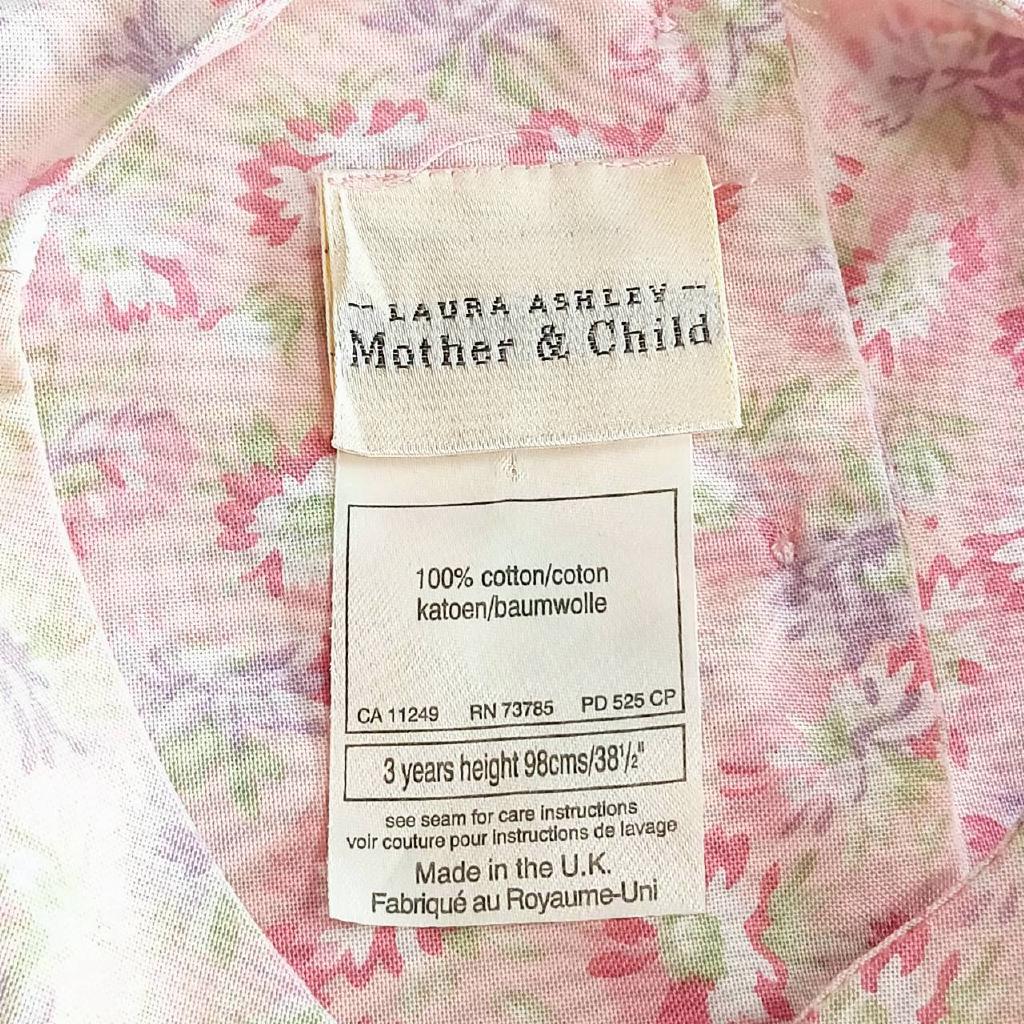 -- LAURA ASHLEY --
Mother & Child
100% cotton/coton
katoen/baumwolle
CA 11249 RN 73785 PD 525 CP
3 years height 98cms/38½"
see seam for care instructions
voir couture pour instructions de lavage
Made in the U.K.
Fabriqué au Royaume-Uni